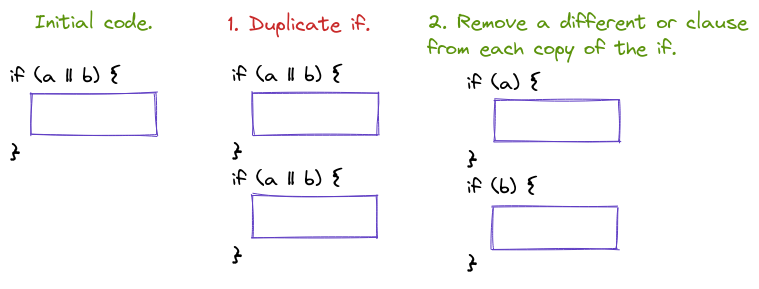 Initial code.
if (a || b) {
}
1. Duplicate if.
if (a || b) {
}
if (a || b) {
}
2. Remove a different or clause
from each copy of the if.
if (a) {
}
if (b) {
}